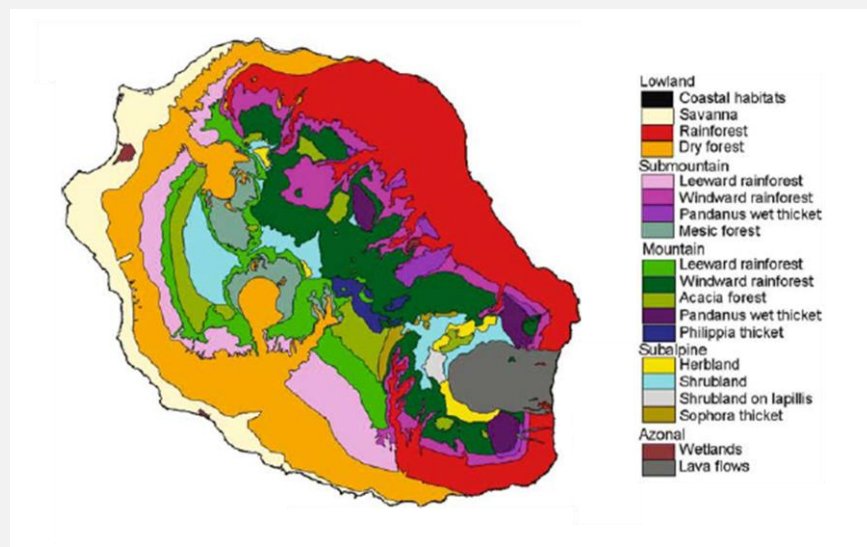 Lowland
Coastal habitats
Savanna
Rainforest
Dry forest
Submountain
Leeward rainforest
Windward rainforest
Pandanus wet thicket
Mesic forest
Mountain
Leeward rainforest
Windward rainforest
Acacia forest
Pandanus wet thicket
Philippia thicket
Subalpine
Herbland
Shrubland
Shrubland on lapillis
Sophora thicket
Azonal
Wetlands
Lava flows